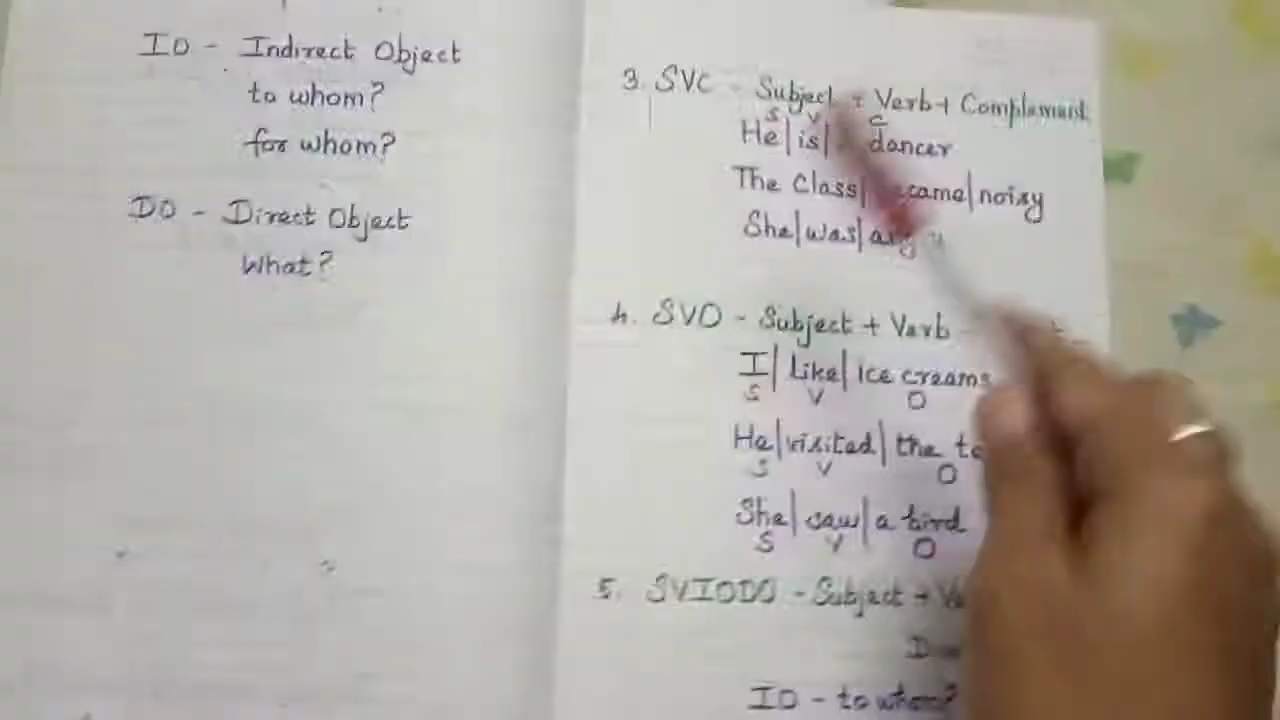 IO - Indirect Object
to whom?
for whom?
DO - Direct Object
What?
3. SVC - Subject + Verb + Complement
S V C
He | is | dancer
The Class | noisy
She | was |
4. SVO - Subject + Verb -
I | like | ice creams
S V O
He | visited | the
S V O
She | saw | a bird
S V O
5. SVIODO - Subject +
IO - to whom?